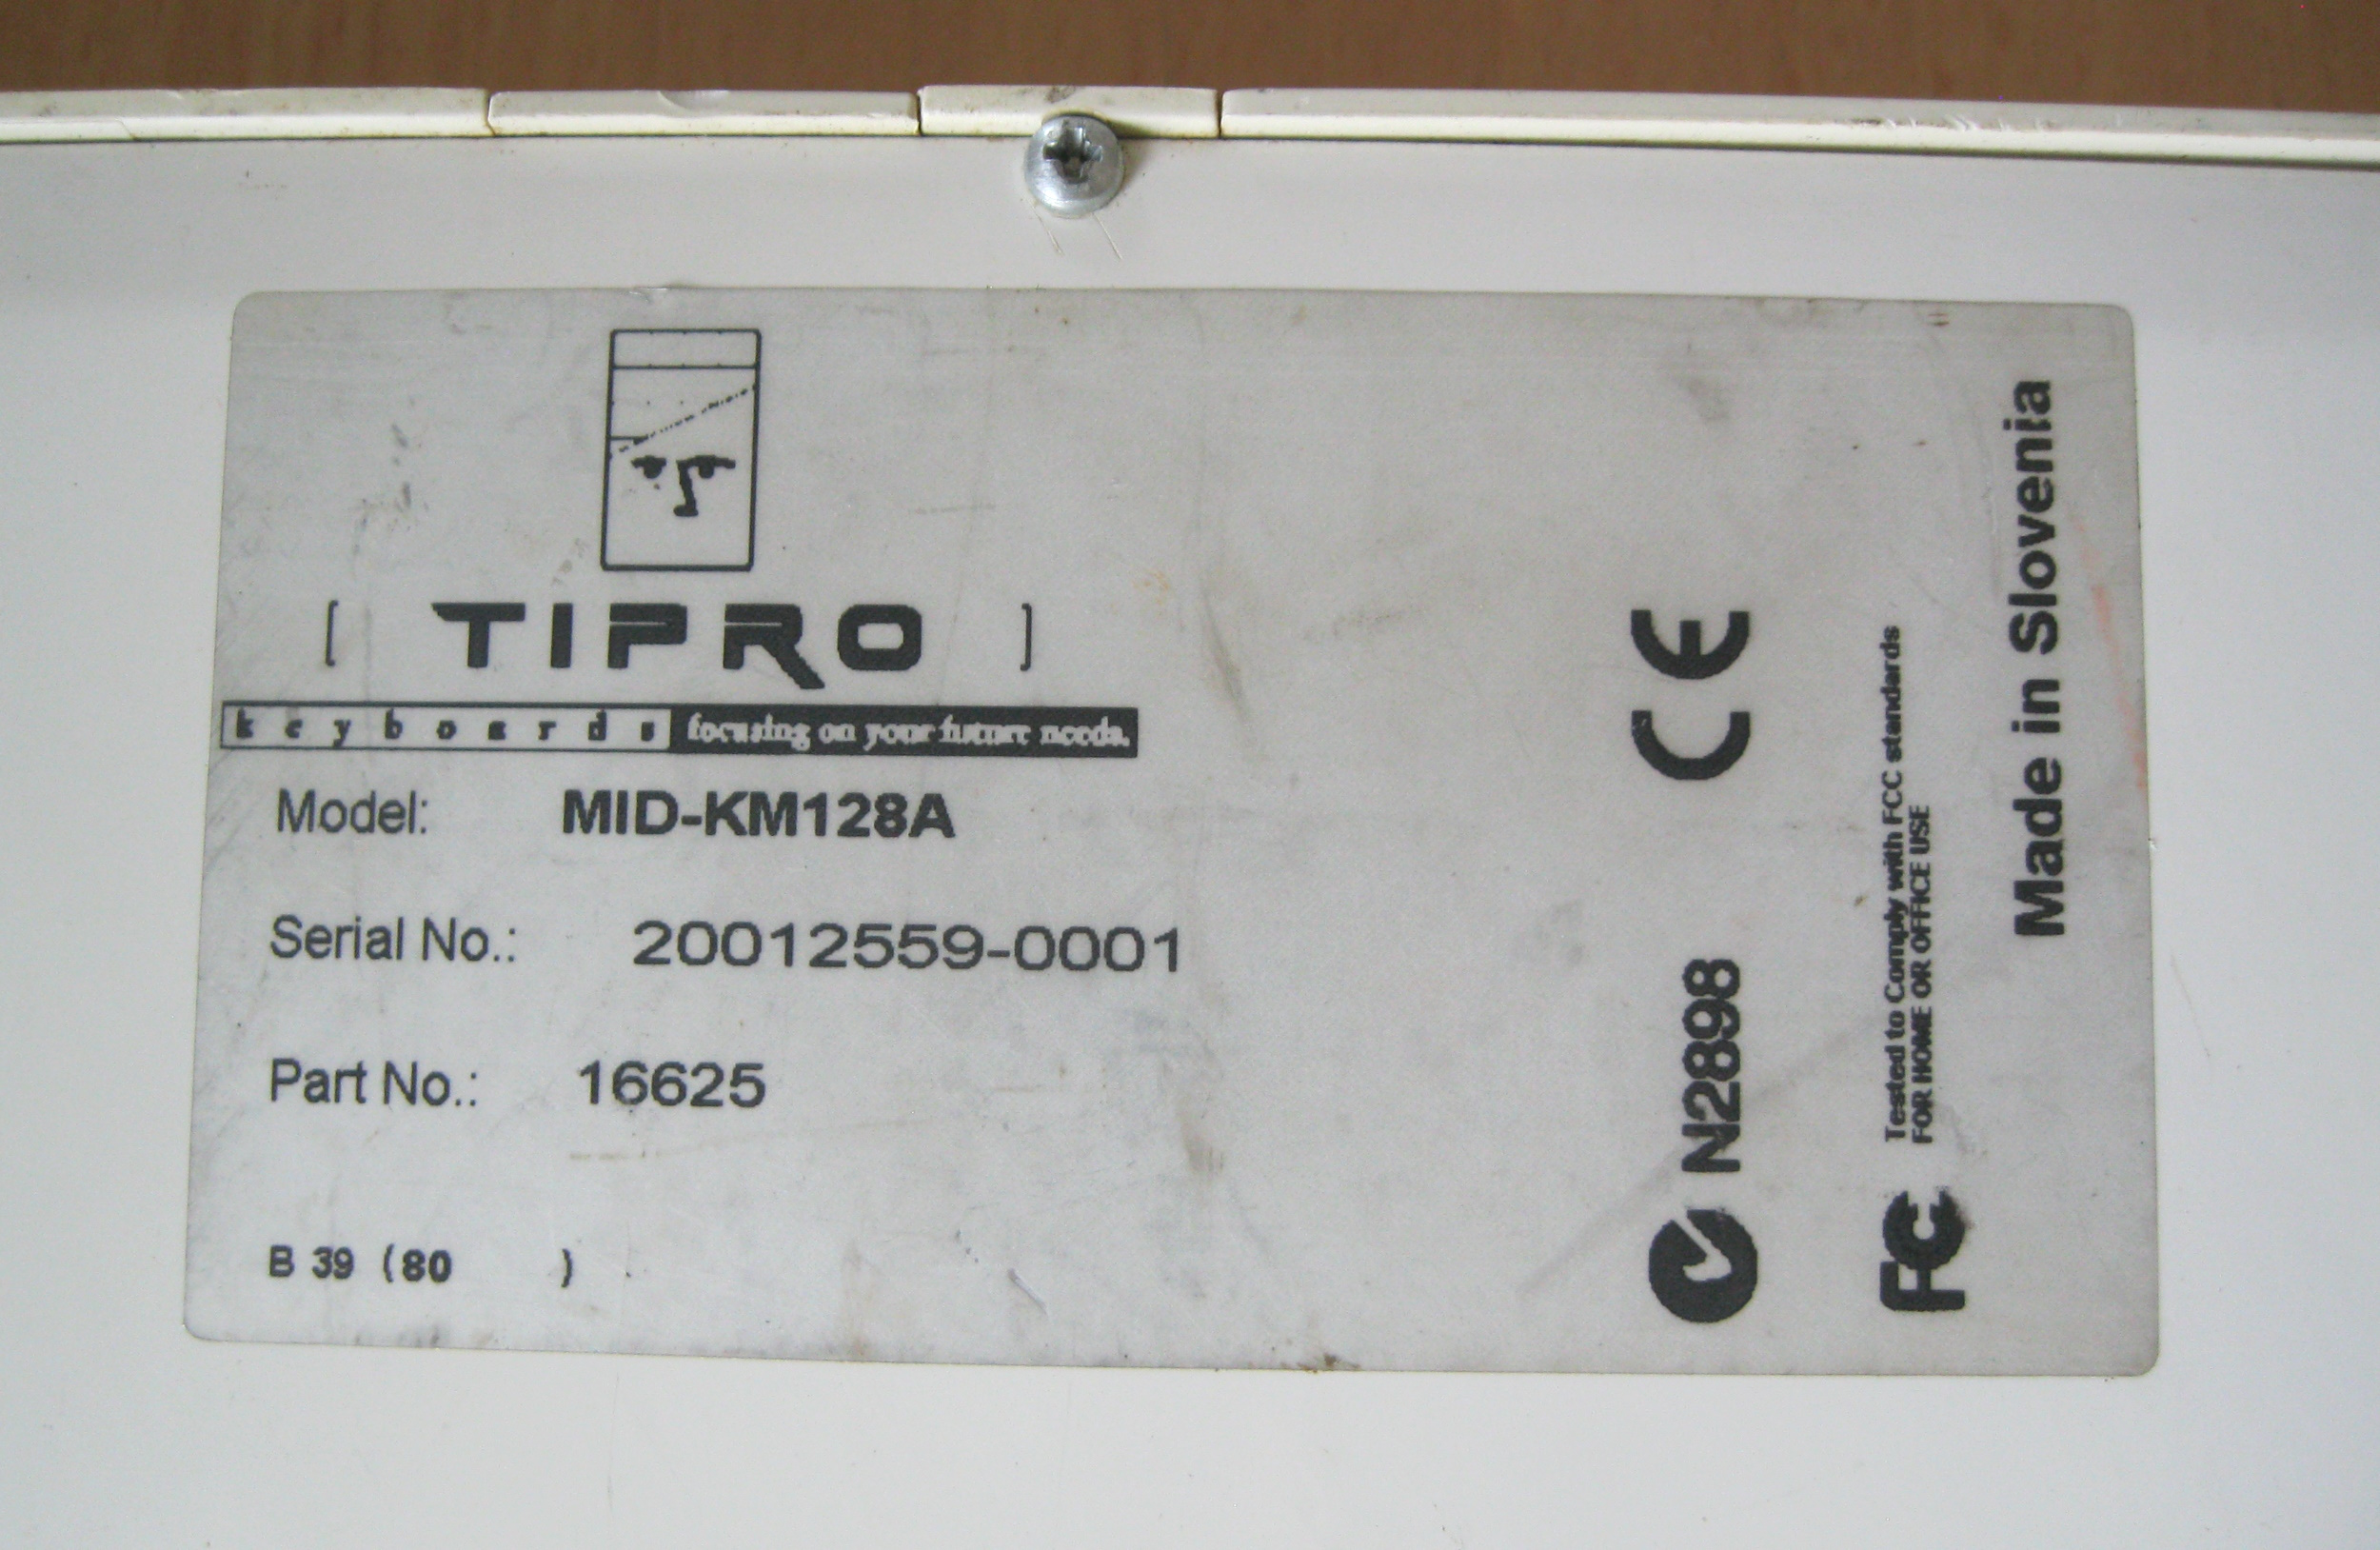 [ TIPRO ]
keyboards focusing on your future needs.
Model: MID-KM128A
Serial No.: 20012559-0001
Part No.: 16625
B 39 (80 )
N2898
CE
FC Tested to Comply with FCC standards
FOR HOME OR OFFICE USE
Made in Slovenia